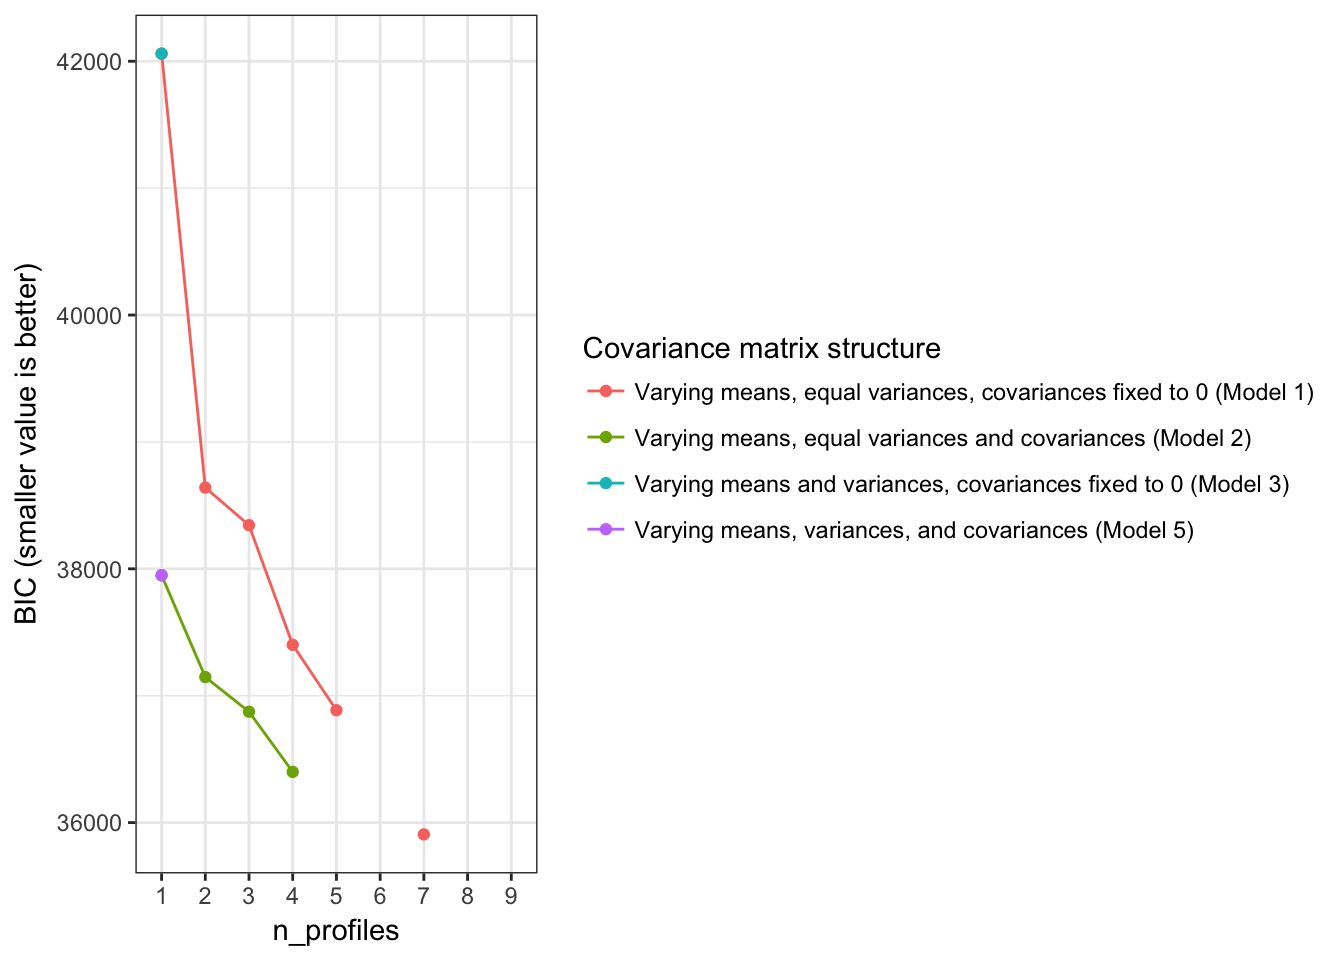 42000
40000
38000
36000
BIC (smaller value is better)
1 2 3 4 5 6 7 8 9
n_profiles
Covariance matrix structure
Varying means, equal variances, covariances fixed to 0 (Model 1)
Varying means, equal variances and covariances (Model 2)
Varying means and variances, covariances fixed to 0 (Model 3)
Varying means, variances, and covariances (Model 5)